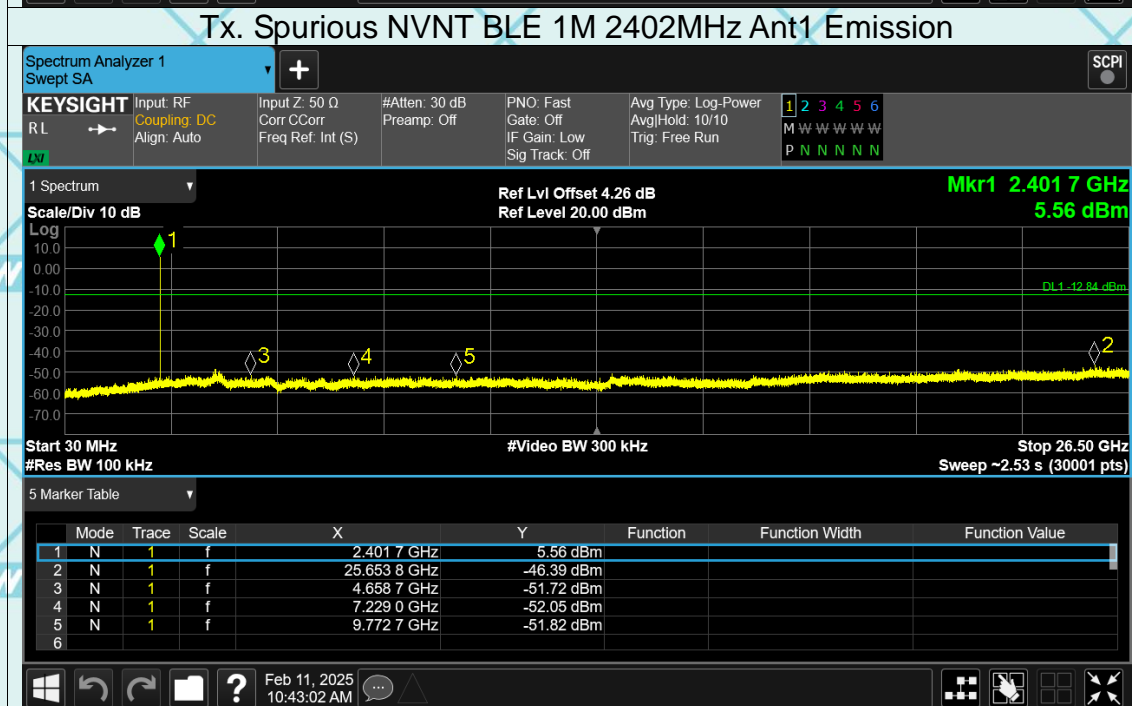 Tx. Spurious NVNT BLE 1M 2402MHz Ant1 Emission
Spectrum Analyzer 1
Swept SA
+
SCPI
KEYSIGHT
RL
LXI
Input: RF
Coupling: DC
Align: Auto
Input Z: 50 Ω
Corr CCorr
Freq Ref: Int (S)
#Atten: 30 dB
Preamp: Off
PNO: Fast
Gate: Off
IF Gain: Low
Sig Track: Off
Avg Type: Log-Power
Avg|Hold: 10/10
Trig: Free Run
1 2 3 4 5 6
M W W W W W
P N N N N N
1 Spectrum
Scale/Div 10 dB
Ref Lvl Offset 4.26 dB
Ref Level 20.00 dBm
Mkr1 2.401 7 GHz
5.56 dBm
Log
10.0
0.00
-10.0
-20.0
-30.0
-40.0
-50.0
-60.0
-70.0
1
DL1 -12.84 dBm
3
4
5
2
Start 30 MHz
#Res BW 100 kHz
#Video BW 300 kHz
Stop 26.50 GHz
Sweep ~2.53 s (30001 pts)
5 Marker Table
Mode Trace Scale X Y Function Function Width Function Value
1 N 1 f 2.401 7 GHz 5.56 dBm
2 N 1 f 25.653 8 GHz -46.39 dBm
3 N 1 f 4.658 7 GHz -51.72 dBm
4 N 1 f 7.229 0 GHz -52.05 dBm
5 N 1 f 9.772 7 GHz -51.82 dBm
6
?
Feb 11, 2025
10:43:02 AM